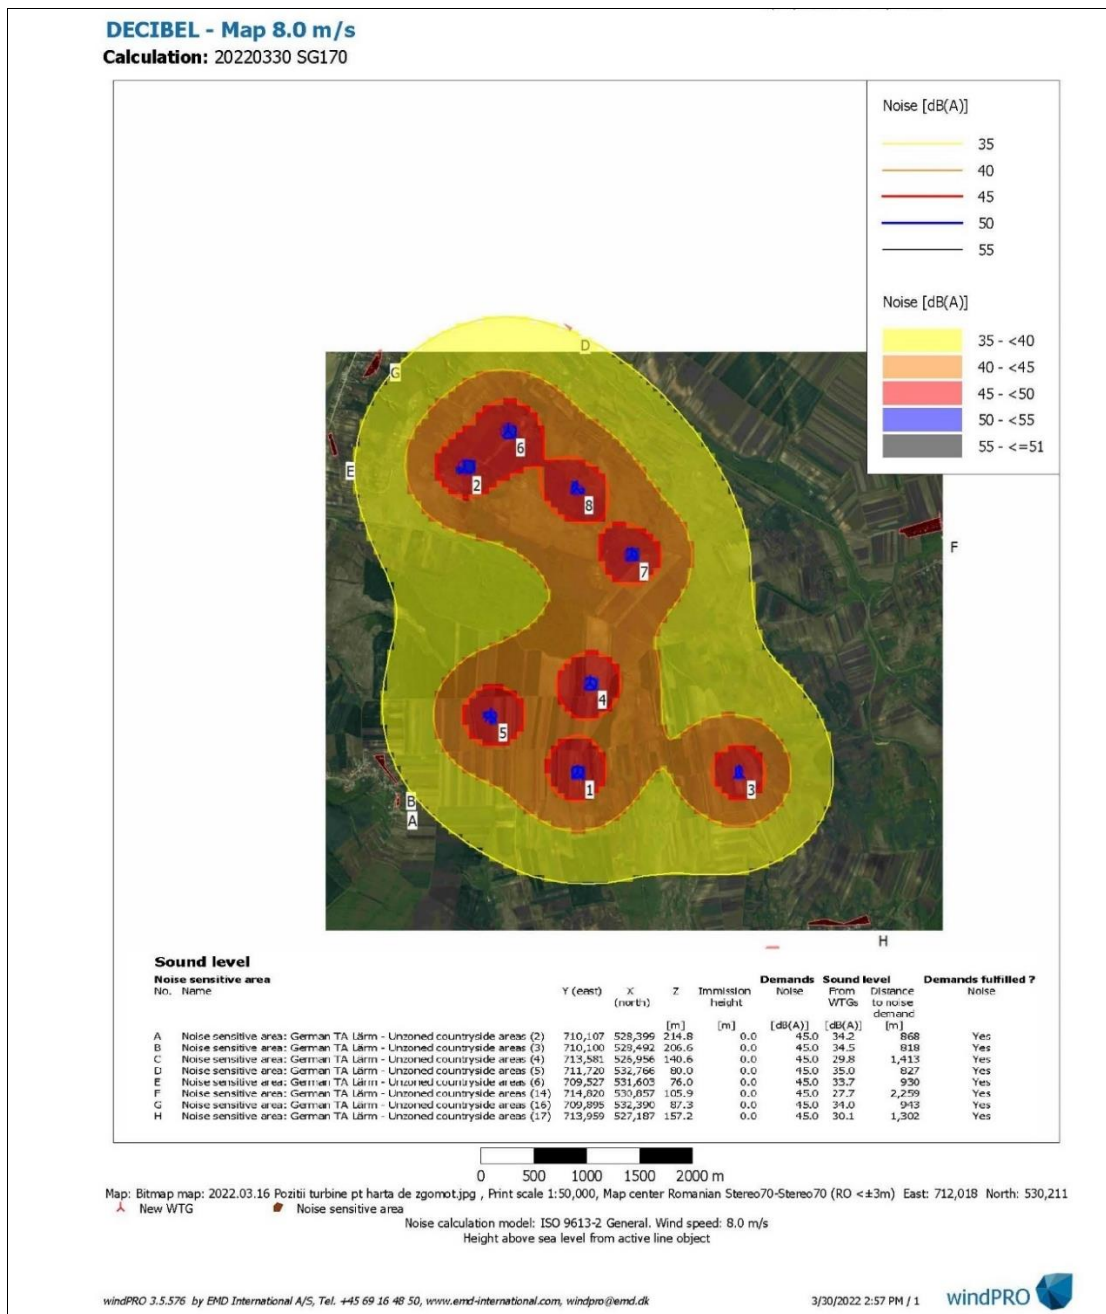 DECIBEL - Map 8.0 m/s
Calculation: 20220330 SG170
Noise [dB(A)]
35
40
45
50
55
Noise [dB(A)]
35 - <40
40 - <45
45 - <50
50 - <55
55 - <=51
D
G
6
E
2
8
F
7
4
5
1
3
B
A
H
Sound level
Noise sensitive area Demands Sound level Demands fulfilled ?
No. Name Y (east) X (north) Z Immission height Noise From WTGs Distance to noise demand Noise
[m] [m] [dB(A)] [dB(A)] [m]
A Noise sensitive area: German TA Lärm - Unzoned countryside areas (2) 710,107 528,399 214.8 0.0 45.0 34.2 868 Yes
B Noise sensitive area: German TA Lärm - Unzoned countryside areas (3) 710,100 528,492 206.6 0.0 45.0 34.5 818 Yes
C Noise sensitive area: German TA Lärm - Unzoned countryside areas (4) 713,581 526,956 140.6 0.0 45.0 29.8 1,413 Yes
D Noise sensitive area: German TA Lärm - Unzoned countryside areas (5) 711,720 532,766 80.0 0.0 45.0 35.0 827 Yes
E Noise sensitive area: German TA Lärm - Unzoned countryside areas (6) 709,527 531,603 76.0 0.0 45.0 33.7 930 Yes
F Noise sensitive area: German TA Lärm - Unzoned countryside areas (14) 714,820 530,857 105.9 0.0 45.0 27.7 2,259 Yes
G Noise sensitive area: German TA Lärm - Unzoned countryside areas (16) 709,895 532,390 87.3 0.0 45.0 34.0 943 Yes
H Noise sensitive area: German TA Lärm - Unzoned countryside areas (17) 713,959 527,187 157.2 0.0 45.0 30.1 1,302 Yes
0 500 1000 1500 2000 m
Map: Bitmap map: 2022.03.16 Pozitii turbine pt harta de zgomot.jpg , Print scale 1:50,000, Map center Romanian Stereo70-Stereo70 (RO <±3m) East: 712,018 North: 530,211
New WTG Noise sensitive area
Noise calculation model: ISO 9613-2 General. Wind speed: 8.0 m/s
Height above sea level from active line object
windPRO 3.5.576 by EMD International A/S, Tel. +45 69 16 48 50, www.emd-international.com, windpro@emd.dk 3/30/2022 2:57 PM / 1 windPRO